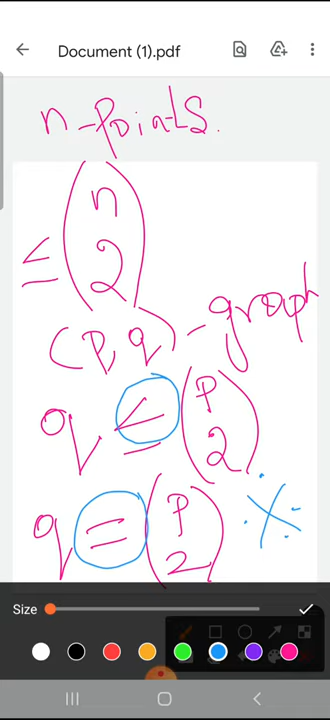 Document (1).pdf
n-Points.
≤ (n 2)
(p, q) - graph
q ≤ (p 2)
q = (p 2)
Size